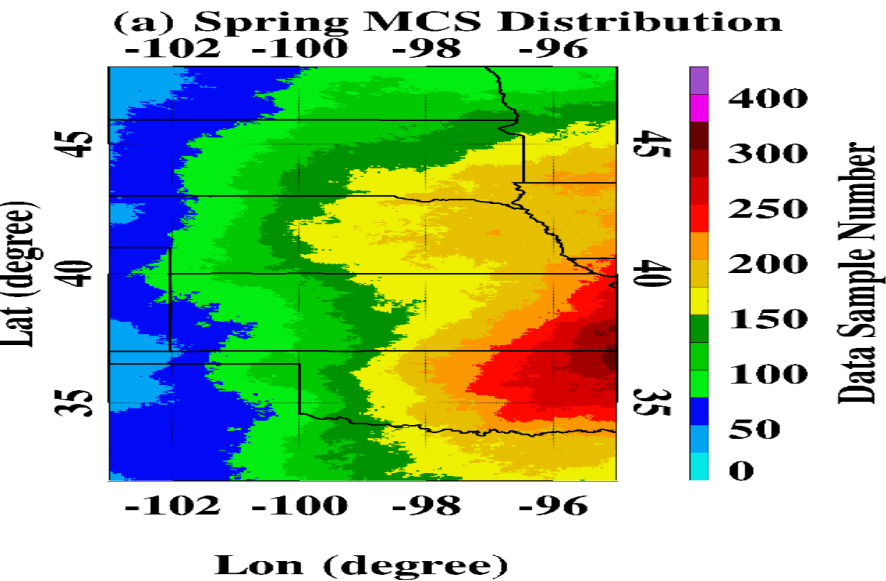 (a) Spring MCS Distribution
-102 -100 -98 -96
45 40 35
Lat (degree)
45 40 35
-102 -100 -98 -96
Lon (degree)
400
300
250
200
150
100
50
0
Data Sample Number